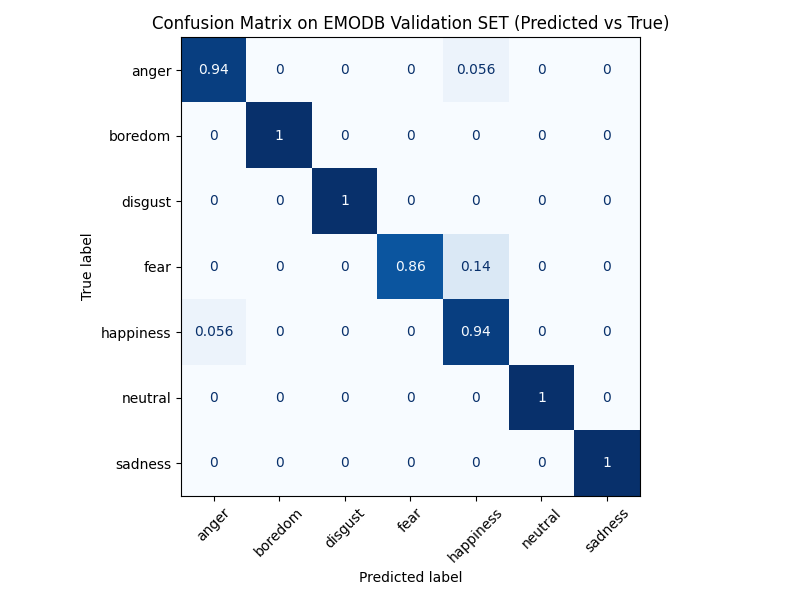 Confusion Matrix on EMODB Validation SET (Predicted vs True)
anger 0.94 0 0 0 0.056 0 0
boredom 0 1 0 0 0 0 0
disgust 0 0 1 0 0 0 0
True label
fear 0 0 0 0.86 0.14 0 0
happiness 0.056 0 0 0 0.94 0 0
neutral 0 0 0 0 0 1 0
sadness 0 0 0 0 0 0 1
anger boredom disgust fear happiness neutral sadness
Predicted label